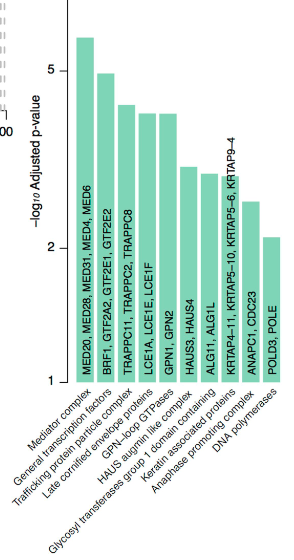 00
−log10 Adjusted p-value
5
2
1
MED20, MED28, MED31, MED4, MED6
BRF1, GTF2A2, GTF2E1, GTF2E2
TRAPPC11, TRAPPC2, TRAPPC8
LCE1A, LCE1E, LCE1F
GPN1, GPN2
HAUS3, HAUS4
ALG11, ALG1L
KRTAP4−11, KRTAP5−10, KRTAP5−6, KRTAP9−4
ANAPC1, CDC23
POLD3, POLE
Mediator complex
General transcription factors
Trafficking protein particle complex
Late cornified envelope proteins
GPN−loop GTPases
HAUS augmin like complex
Glycosyl transferases group 1 domain containing
Keratin associated proteins
Anaphase promoting complex
DNA polymerases